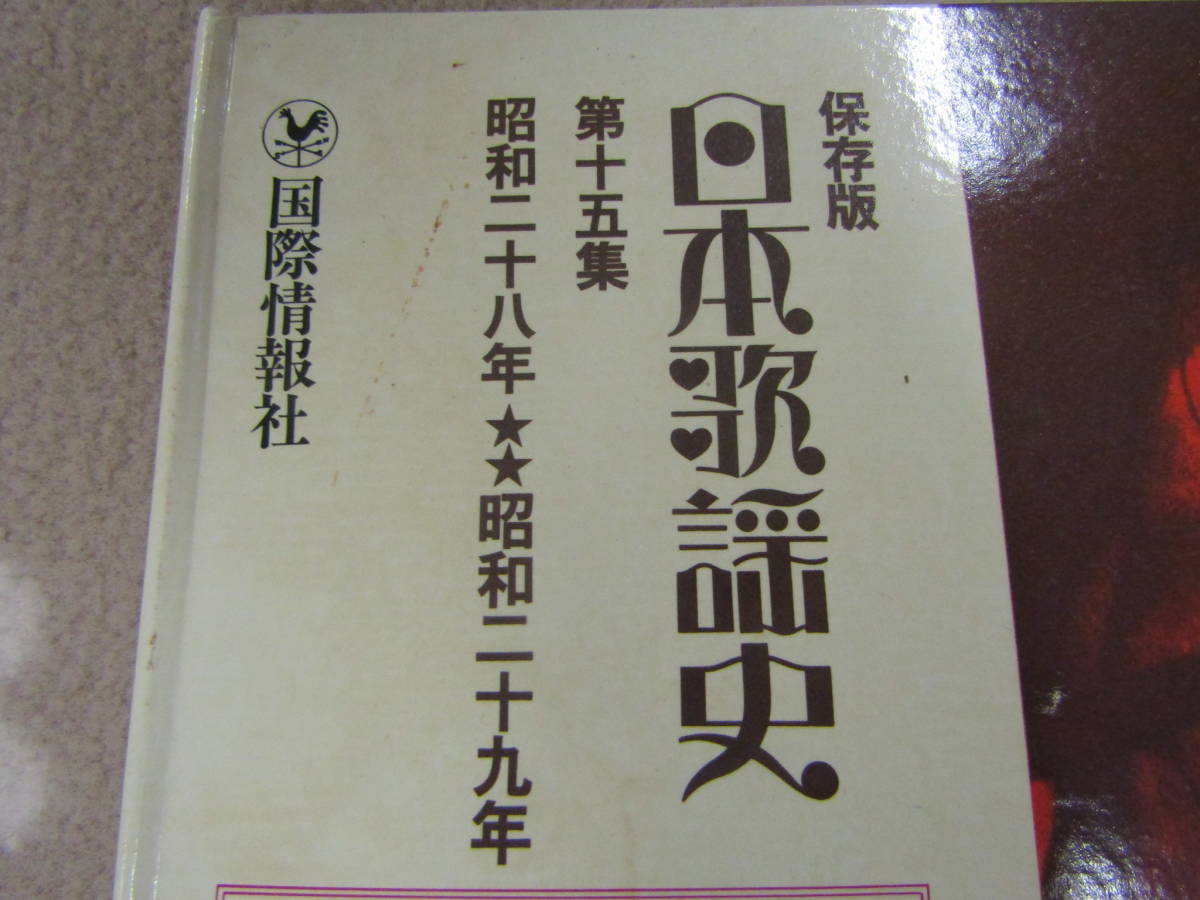 保存版
日本歌謡史
第十五集
昭和二十八年★★昭和二十九年
国際情報社